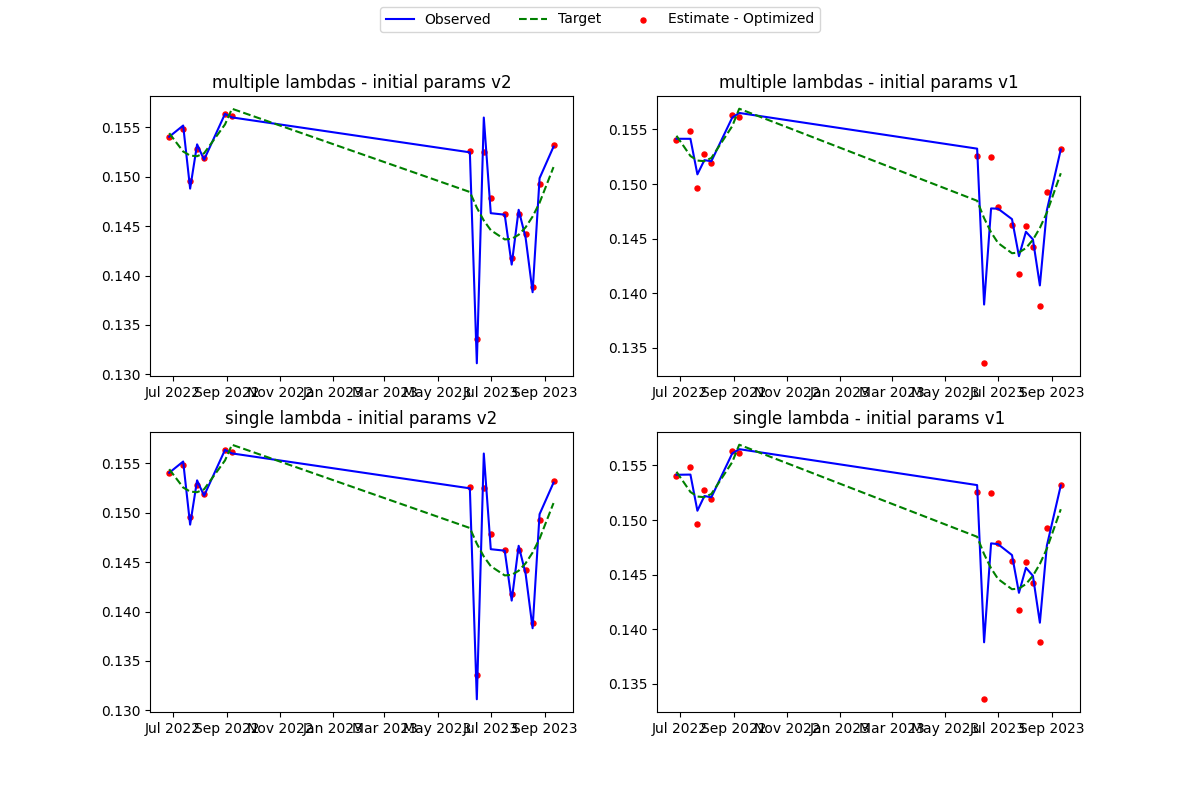 Observed Target Estimate - Optimized
multiple lambdas - initial params v2
0.155
0.150
0.145
0.140
0.135
0.130
Jul 2022 Sep 2022 Nov 2022 Jan 2023 Mar 2023 May 2023 Jul 2023 Sep 2023
multiple lambdas - initial params v1
0.155
0.150
0.145
0.140
0.135
Jul 2022 Sep 2022 Nov 2022 Jan 2023 Mar 2023 May 2023 Jul 2023 Sep 2023
single lambda - initial params v2
0.155
0.150
0.145
0.140
0.135
0.130
Jul 2022 Sep 2022 Nov 2022 Jan 2023 Mar 2023 May 2023 Jul 2023 Sep 2023
single lambda - initial params v1
0.155
0.150
0.145
0.140
0.135
Jul 2022 Sep 2022 Nov 2022 Jan 2023 Mar 2023 May 2023 Jul 2023 Sep 2023